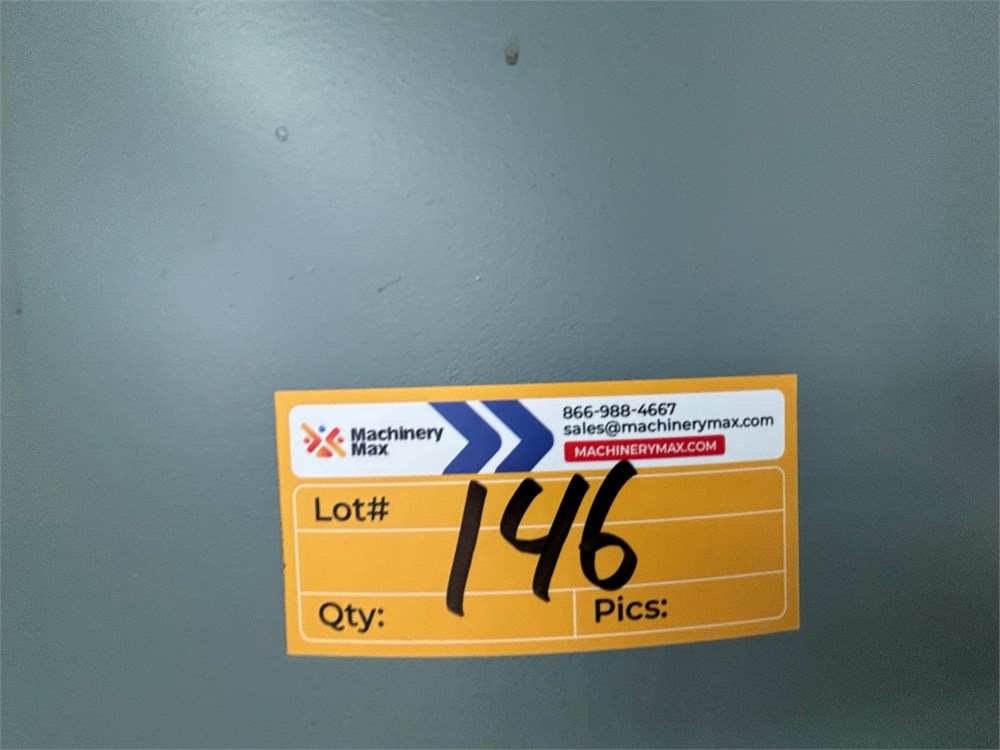 Machinery
Max
866-988-4667
sales@machinerymax.com
MACHINERYMAX.COM
Lot# 146
Qty:
Pics: